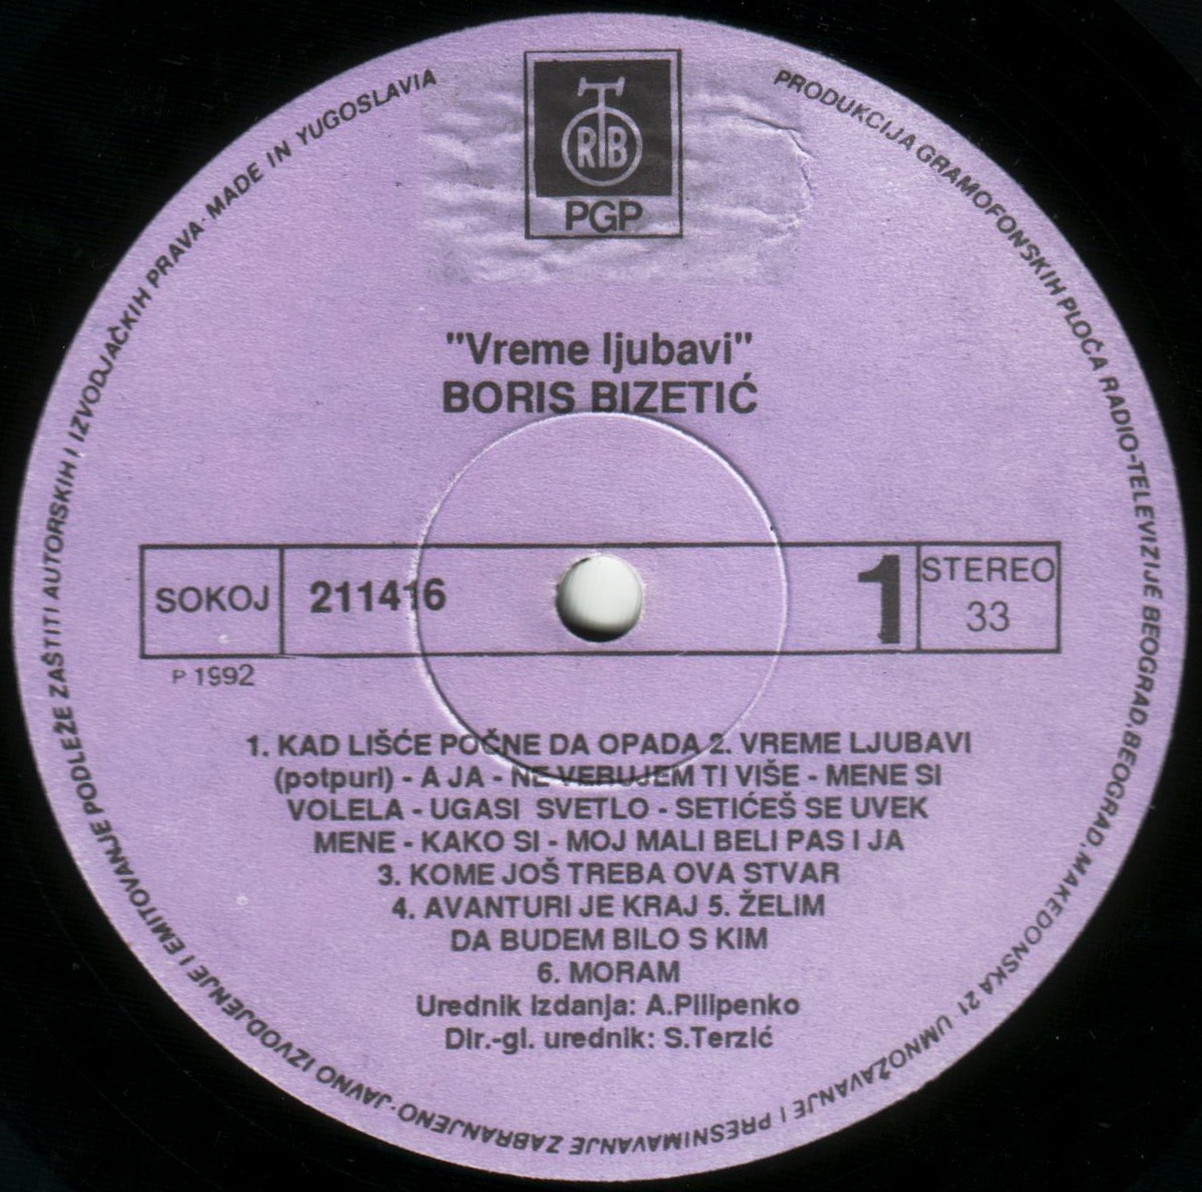 RTB
PGP
"Vreme ljubavi"
BORIS BIZETIĆ
SOKOJ
211416
1
STEREO
33
P 1992
1. KAD LIŠĆE POČNE DA OPADA 2. VREME LJUBAVI
(potpuri) - A JA - NE VERUJEM TI VIŠE - MENE SI
VOLELA - UGASI SVETLO - SETIĆEŠ SE UVEK
MENE - KAKO SI - MOJ MALI BELI PAS I JA
3. KOME JOŠ TREBA OVA STVAR
4. AVANTURI JE KRAJ 5. ŽELIM
DA BUDEM BILO S KIM
6. MORAM
Urednik izdanja: A.Pilipenko
Dir.-gl. urednik: S.Terzić
PRODUKCIJA GRAMOFONSKIH PLOČA RADIO-TELEVIZIJE BEOGRAD, BEOGRAD, MAKEDONSKA 21 UMNOŽAVANJE I PRESNIMAVANJE ZABRANJENO · JAVNO IZVODJENJE I EMITOVANJE PODLEŽE ZAŠTITI AUTORSKIH I IZVODJAČKIH PRAVA · MADE IN YUGOSLAVIA